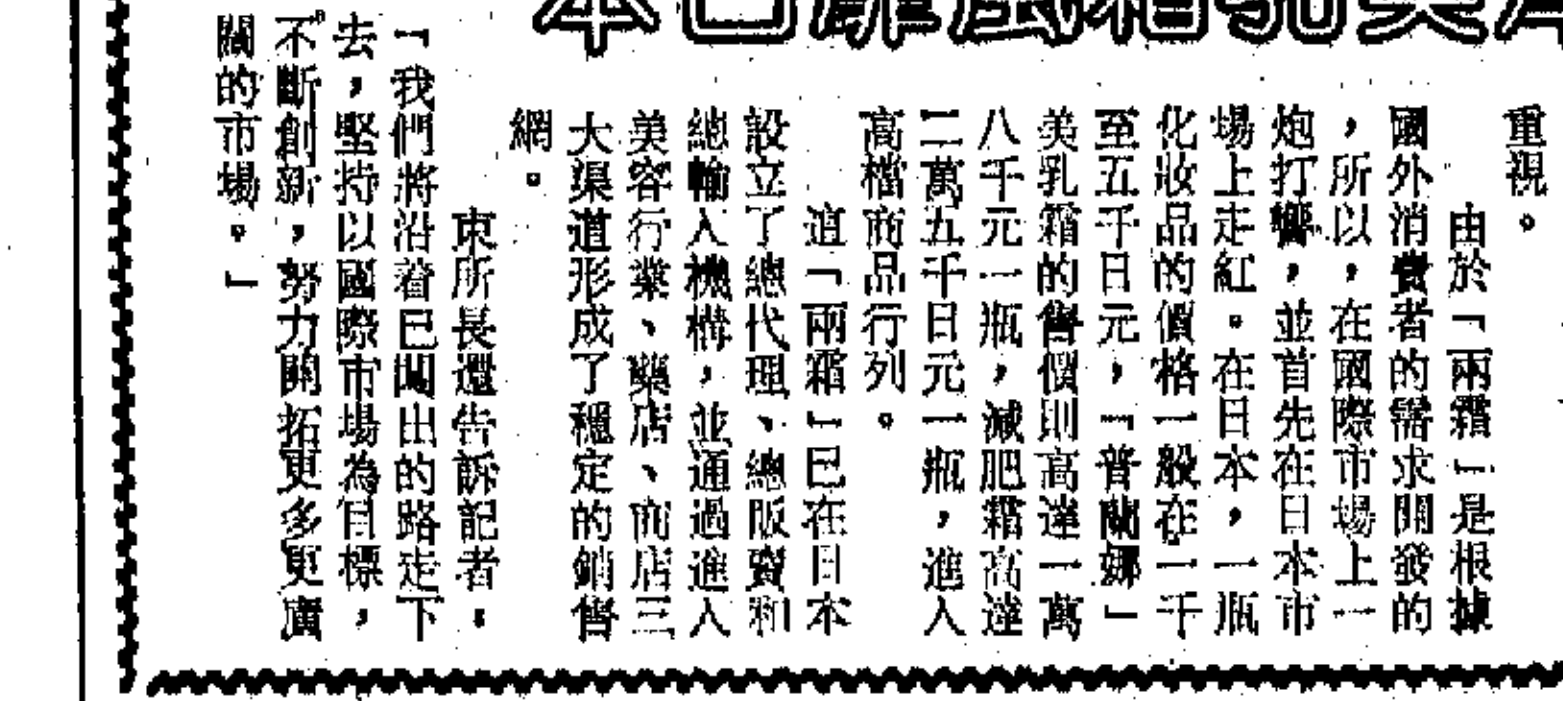 美乳霜風靡日本
重視。
由於「兩霜」是根據
國外消費者的需求開發的
，所以，在國際市場上一
炮打響，並首先在日本市
場上走紅。在日本，一瓶
化妝品的價格一般在一千
至五千日元，「普蘭娜」
美乳霜的售價則高達一萬
八千元一瓶，減肥霜高達
二萬五千日元一瓶，進入
高檔商品行列。
這「兩霜」已在日本
設立了總代理、總販賣和
總輸入機構，並通過進入
美容行業、藥店、商店三
大渠道形成了穩定的銷售
網。
東所長還告訴記者，
「我們將沿着已闖出的路走下
去，堅持以國際市場為目標，
不斷創新，努力開拓更多更廣
闊的市場。」